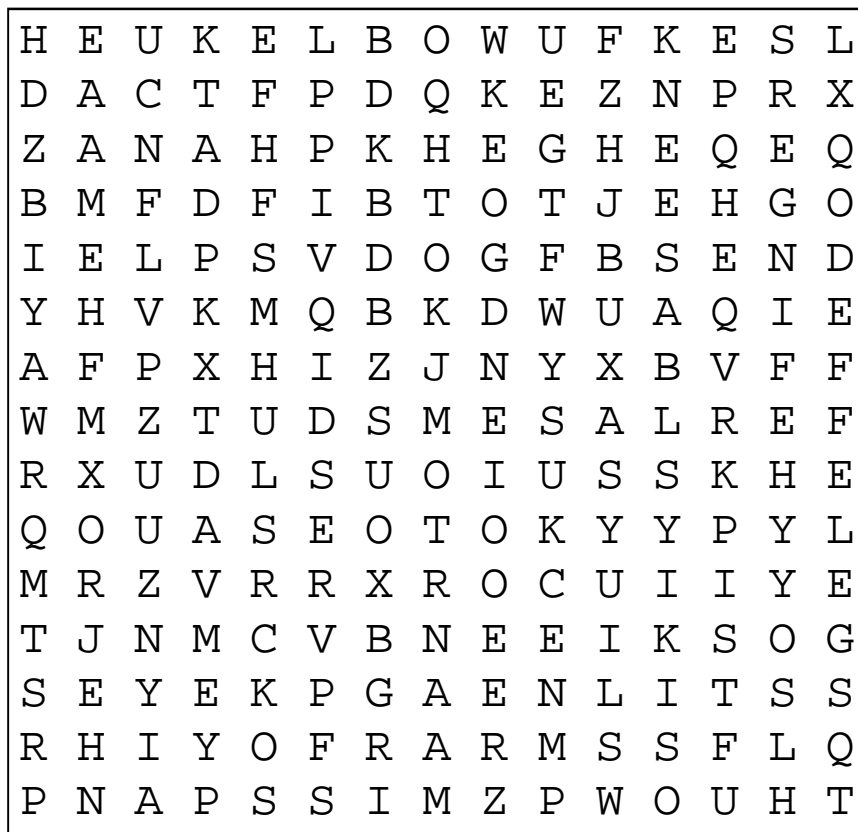 H E U K E L B O W U F K E S L
D A C T F P D Q K E Z N P R X
Z A N A H P K H E G H E Q E Q
B M F D F I B T O T J E H G O
I E L P S V D O G F B S E N D
Y H V K M Q B K D W U A Q I E
A F P X H I Z J N Y X B V F F
W M Z T U D S M E S A L R E F
R X U D L S U O I U S S K H E
Q O U A S E O T O K Y Y P Y L
M R Z V R R X R O C U I I Y E
T J N M C V B N E E I K S O G
S E Y E K P G A E N L I T S S
R H I Y O F R A R M S S F L Q
P N A P S S I M Z P W O U H T